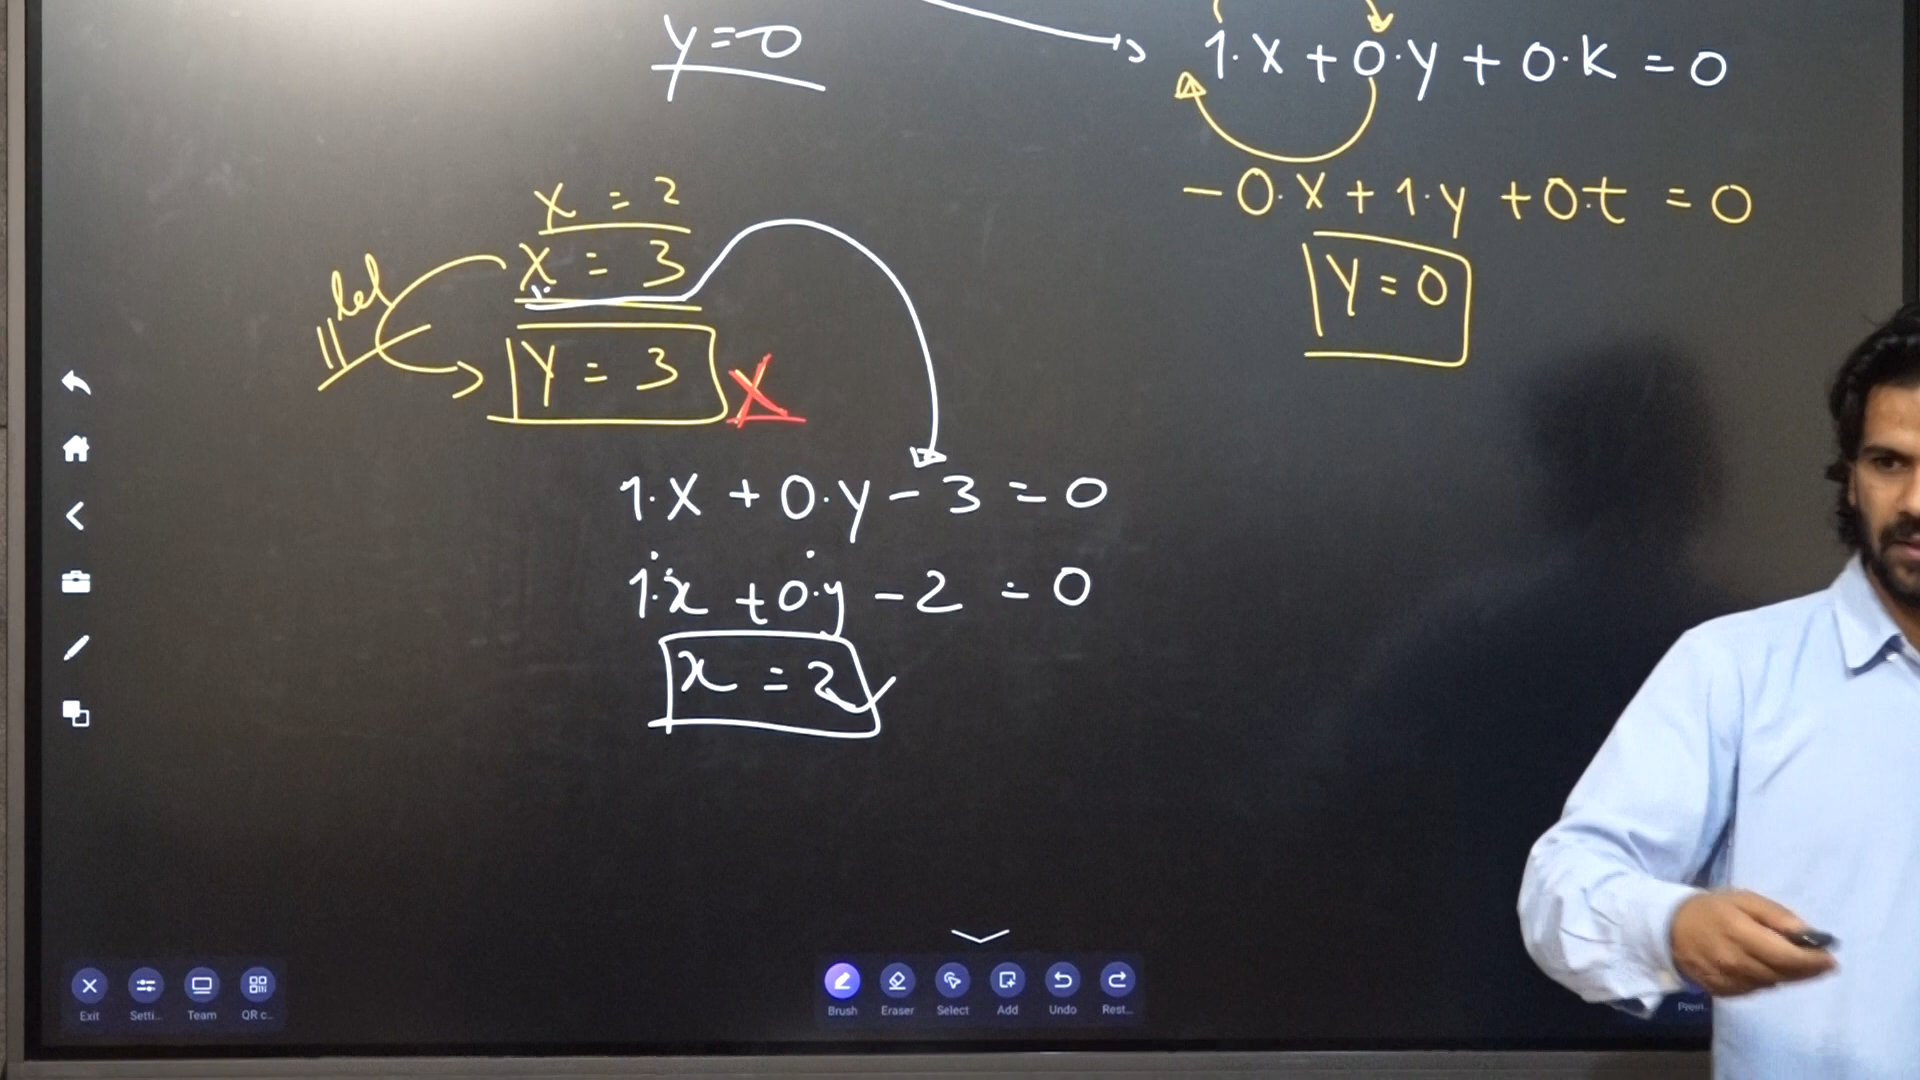 y=0
1·x + 0·y + 0·k = 0
-0·x + 1·y + 0·t = 0
y = 0
x = 2
x = 3
y = 3
X
1·x + 0·y - 3 = 0
1·x + 0·y - 2 = 0
x = 2
Exit
Setti...
Team
QR c...
Brush
Eraser
Select
Add
Undo
Rest...